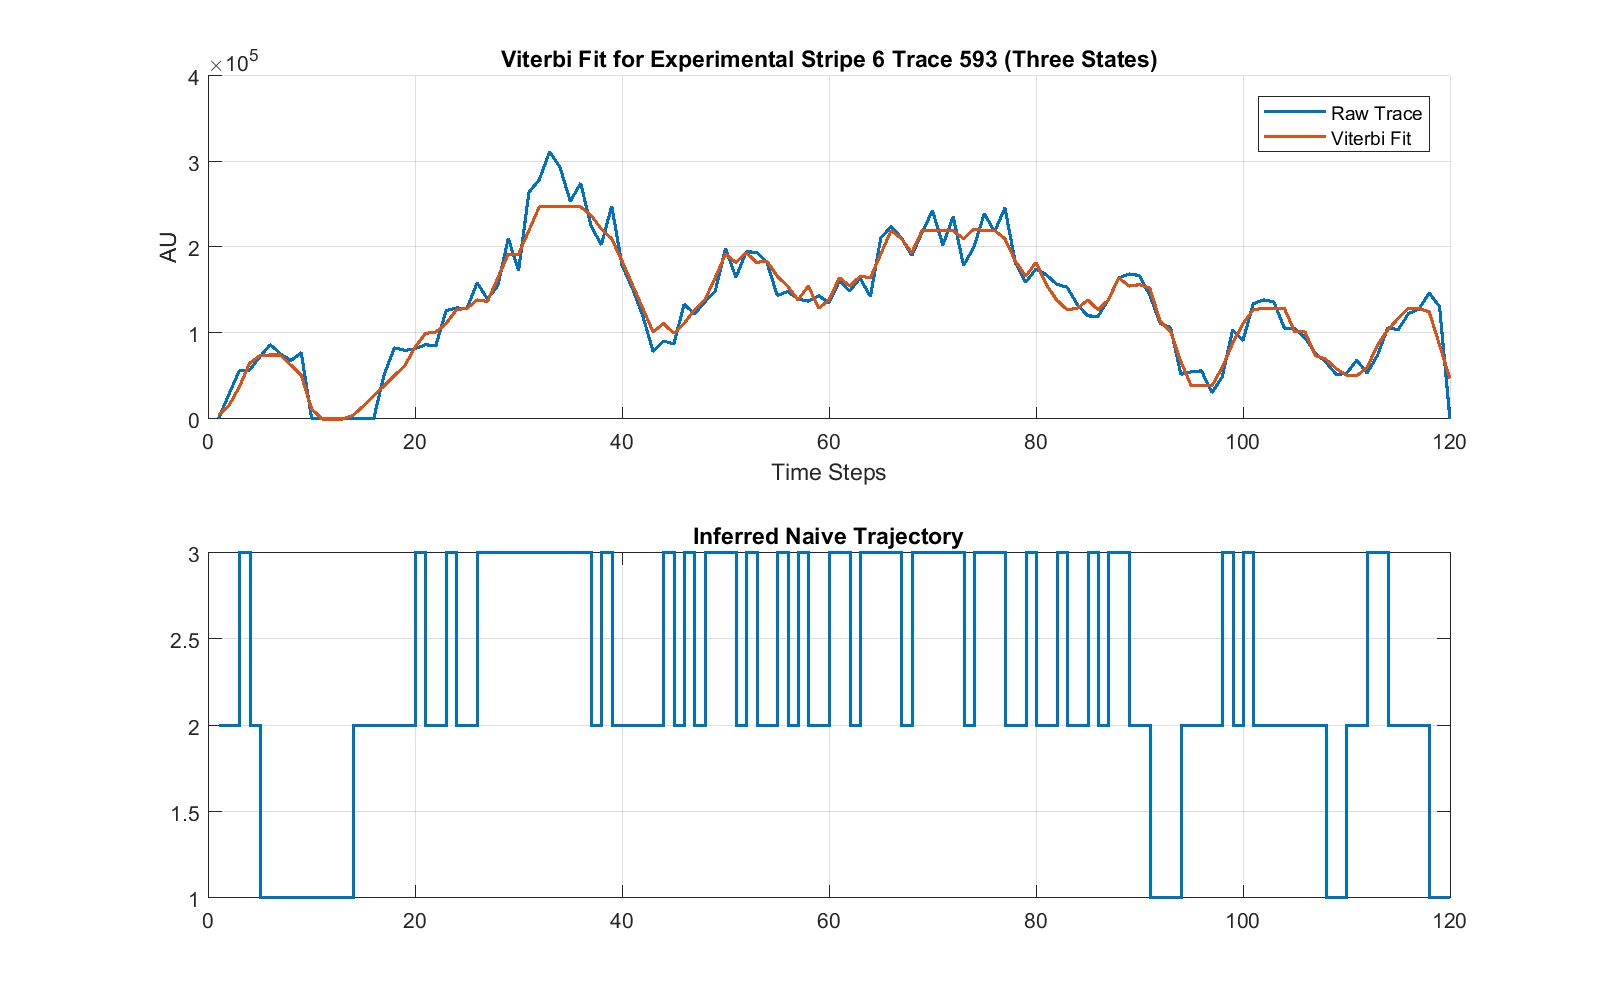 Viterbi Fit for Experimental Stripe 6 Trace 593 (Three States)
×10⁵
4
3
2
1
0
AU
Raw Trace
Viterbi Fit
0 20 40 60 80 100 120
Time Steps
Inferred Naive Trajectory
3
2.5
2
1.5
1
0 20 40 60 80 100 120